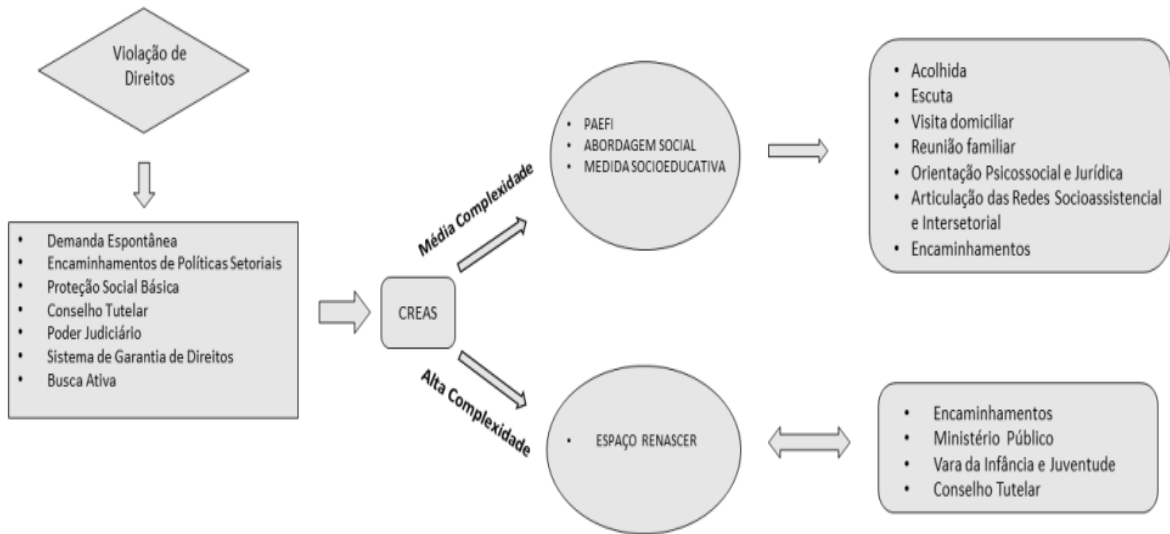 Violação de
Direitos
• Demanda Espontânea
• Encaminhamentos de Políticas Setoriais
• Proteção Social Básica
• Conselho Tutelar
• Poder Judiciário
• Sistema de Garantia de Direitos
• Busca Ativa
CREAS
Média Complexidade
• PAEFI
• ABORDAGEM SOCIAL
• MEDIDA SOCIOEDUCATIVA
• Acolhida
• Escuta
• Visita domiciliar
• Reunião familiar
• Orientação Psicossocial e Jurídica
• Articulação das Redes Socioassistencial
e Intersetorial
• Encaminhamentos
Alta Complexidade
• ESPAÇO RENASCER
• Encaminhamentos
• Ministério Público
• Vara da Infância e Juventude
• Conselho Tutelar